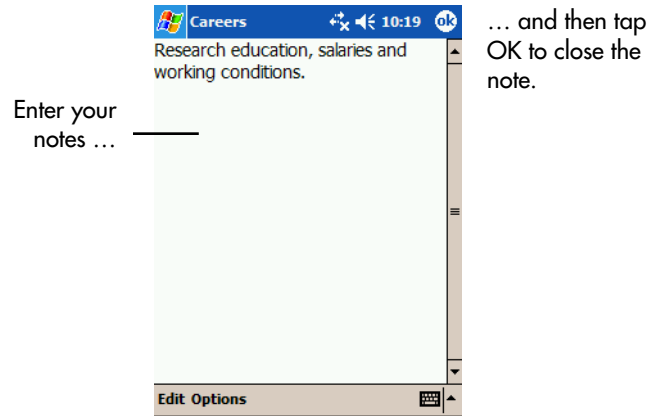 Careers 10:19 ok
Research education, salaries and
working conditions.
Enter your
notes …
… and then tap
OK to close the
note.
Edit Options